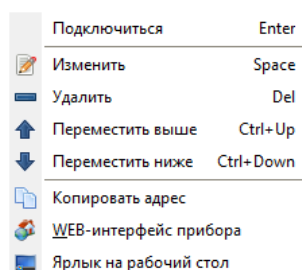 Подключиться Enter
Изменить Space
Удалить Del
Переместить выше Ctrl+Up
Переместить ниже Ctrl+Down
Копировать адрес
WEB-интерфейс прибора
Ярлык на рабочий стол